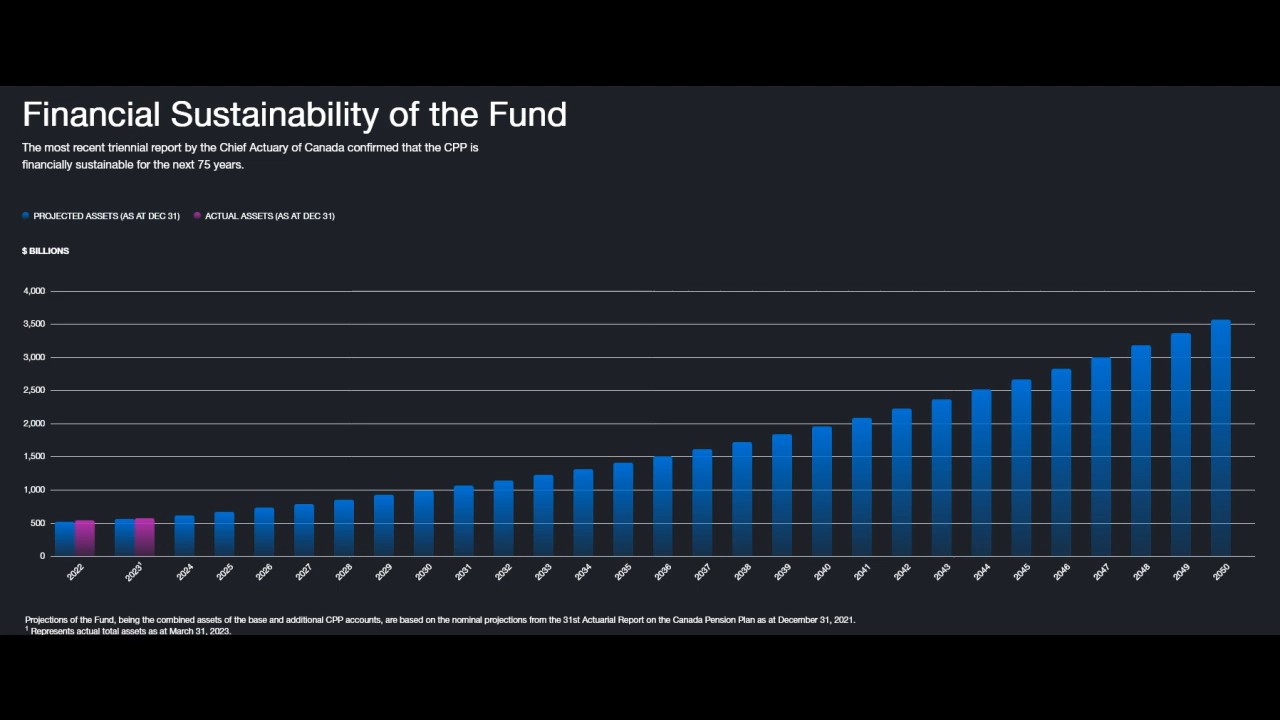 Financial Sustainability of the Fund
The most recent triennial report by the Chief Actuary of Canada confirmed that the CPP is
financially sustainable for the next 75 years.
PROJECTED ASSETS (AS AT DEC 31) ACTUAL ASSETS (AS AT DEC 31)
$ BILLIONS
4,000
3,500
3,000
2,500
2,000
1,500
1,000
500
0
2022 2023¹ 2024 2025 2026 2027 2028 2029 2030 2031 2032 2033 2034 2035 2036 2037 2038 2039 2040 2041 2042 2043 2044 2045 2046 2047 2048 2049 2050
Projections of the Fund, being the combined assets of the base and additional CPP accounts, are based on the nominal projections from the 31st Actuarial Report on the Canada Pension Plan as at December 31, 2021.
¹ Represents actual total assets as at March 31, 2023.